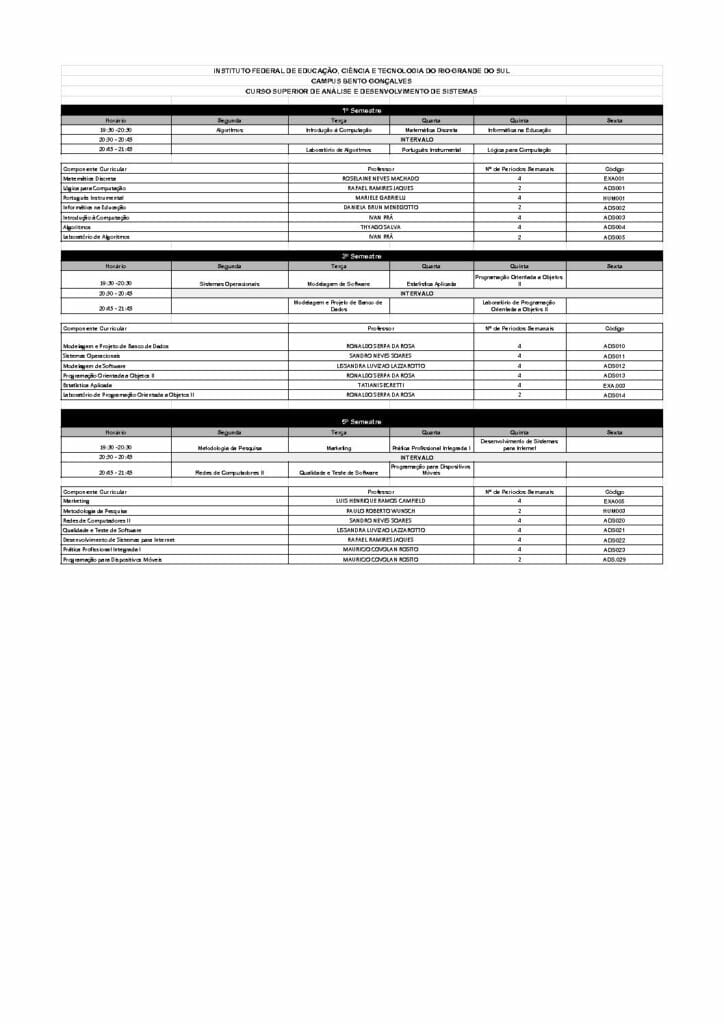 INSTITUTO FEDERAL DE EDUCAÇÃO, CIÊNCIA E TECNOLOGIA DO RIO GRANDE DO SUL
CAMPUS BENTO GONÇALVES
CURSO SUPERIOR DE ANÁLISE E DESENVOLVIMENTO DE SISTEMAS
1º Semestre
Horário Segunda Terça Quarta Quinta Sexta
19:30 -20:30 Algoritmos Introdução à Computação Matemática Discreta Informática na Educação
20:30 - 20:45 INTERVALO
20:45 - 21:45 Laboratório de Algoritmos Português Instrumental Lógica para Computação
Componente Curricular Professor Nº de Períodos Semanais Código
Matemática Discreta ROSELAINE NEVES MACHADO 4 EXA001
Lógica para Computação RAFAEL RAMIRES JAQUES 2 ADS001
Português Instrumental MARIELE 4 HUM001
Informática na Educação DANIELA BRUN MENEGOTTO 2 ADS002
Introdução à Computação IVAN PRÁ 4 ADS003
Algoritmos THYAGO SALVA 4 ADS004
Laboratório de Algoritmos IVAN PRÁ 2 ADS005
3º Semestre
Horário Segunda Terça Quarta Quinta Sexta
19:30 -20:30 Sistemas Operacionais Modelagem de Software Estatística Aplicada Programação Orientada a Objetos II
20:30 - 20:45 INTERVALO
20:45 - 21:45 Modelagem e Projeto de Banco de Dados Laboratório de Programação Orientada a Objetos II
Componente Curricular Professor Nº de Períodos Semanais Código
Modelagem e Projeto de Banco de Dados RONALDO SERPA DA ROSA 4 ADS010
Sistemas Operacionais SANDRO NEVES SOARES 4 ADS011
Modelagem de Software LISSANDRA LUVIZAO LAZZAROTTO 4 ADS012
Programação Orientada a Objetos II RONALDO SERPA DA ROSA 4 ADS013
Estatística Aplicada 4 EXA.003
Laboratório de Programação Orientada a Objetos II RONALDO SERPA DA ROSA 2 ADS014
5º Semestre
Horário Segunda Terça Quarta Quinta Sexta
19:30 -20:30 Metodologia de Pesquisa Marketing Prática Profissional Integrada I Desenvolvimento de Sistemas para Internet
20:30 - 20:45 INTERVALO
20:45 - 21:45 Redes de Computadores II Qualidade e Teste de Software Programação para Dispositivos Móveis
Componente Curricular Professor Nº de Períodos Semanais Código
Marketing LUIS HENRIQUE RAMOS CAMFIELD 4 EXA005
Metodologia de Pesquisa PAULO ROBERTO WUNSCH 2 HUM003
Redes de Computadores II SANDRO NEVES SOARES 4 ADS020
Qualidade e Teste de Software LISSANDRA LUVIZAO LAZZAROTTO 4 ADS021
Desenvolvimento de Sistemas para Internet RAFAEL RAMIRES JAQUES 4 ADS022
Prática Profissional Integrada I MAURICIO COVOLAN ROSITO 4 ADS023
Programação para Dispositivos Móveis MAURICIO COVOLAN ROSITO 2 ADS.029